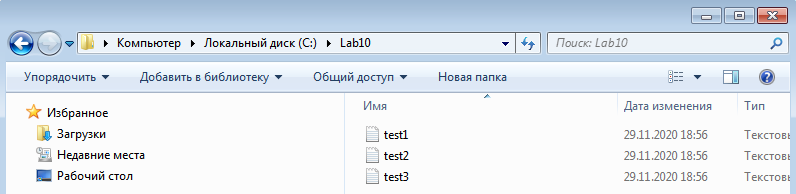 Компьютер Локальный диск (C:) Lab10 Поиск: Lab10
Упорядочить Добавить в библиотеку Общий доступ Новая папка
Избранное
Загрузки
Недавние места
Рабочий стол
Имя Дата изменения Тип
test1 29.11.2020 18:56 Текстовы
test2 29.11.2020 18:56 Текстовы
test3 29.11.2020 18:56 Текстовы